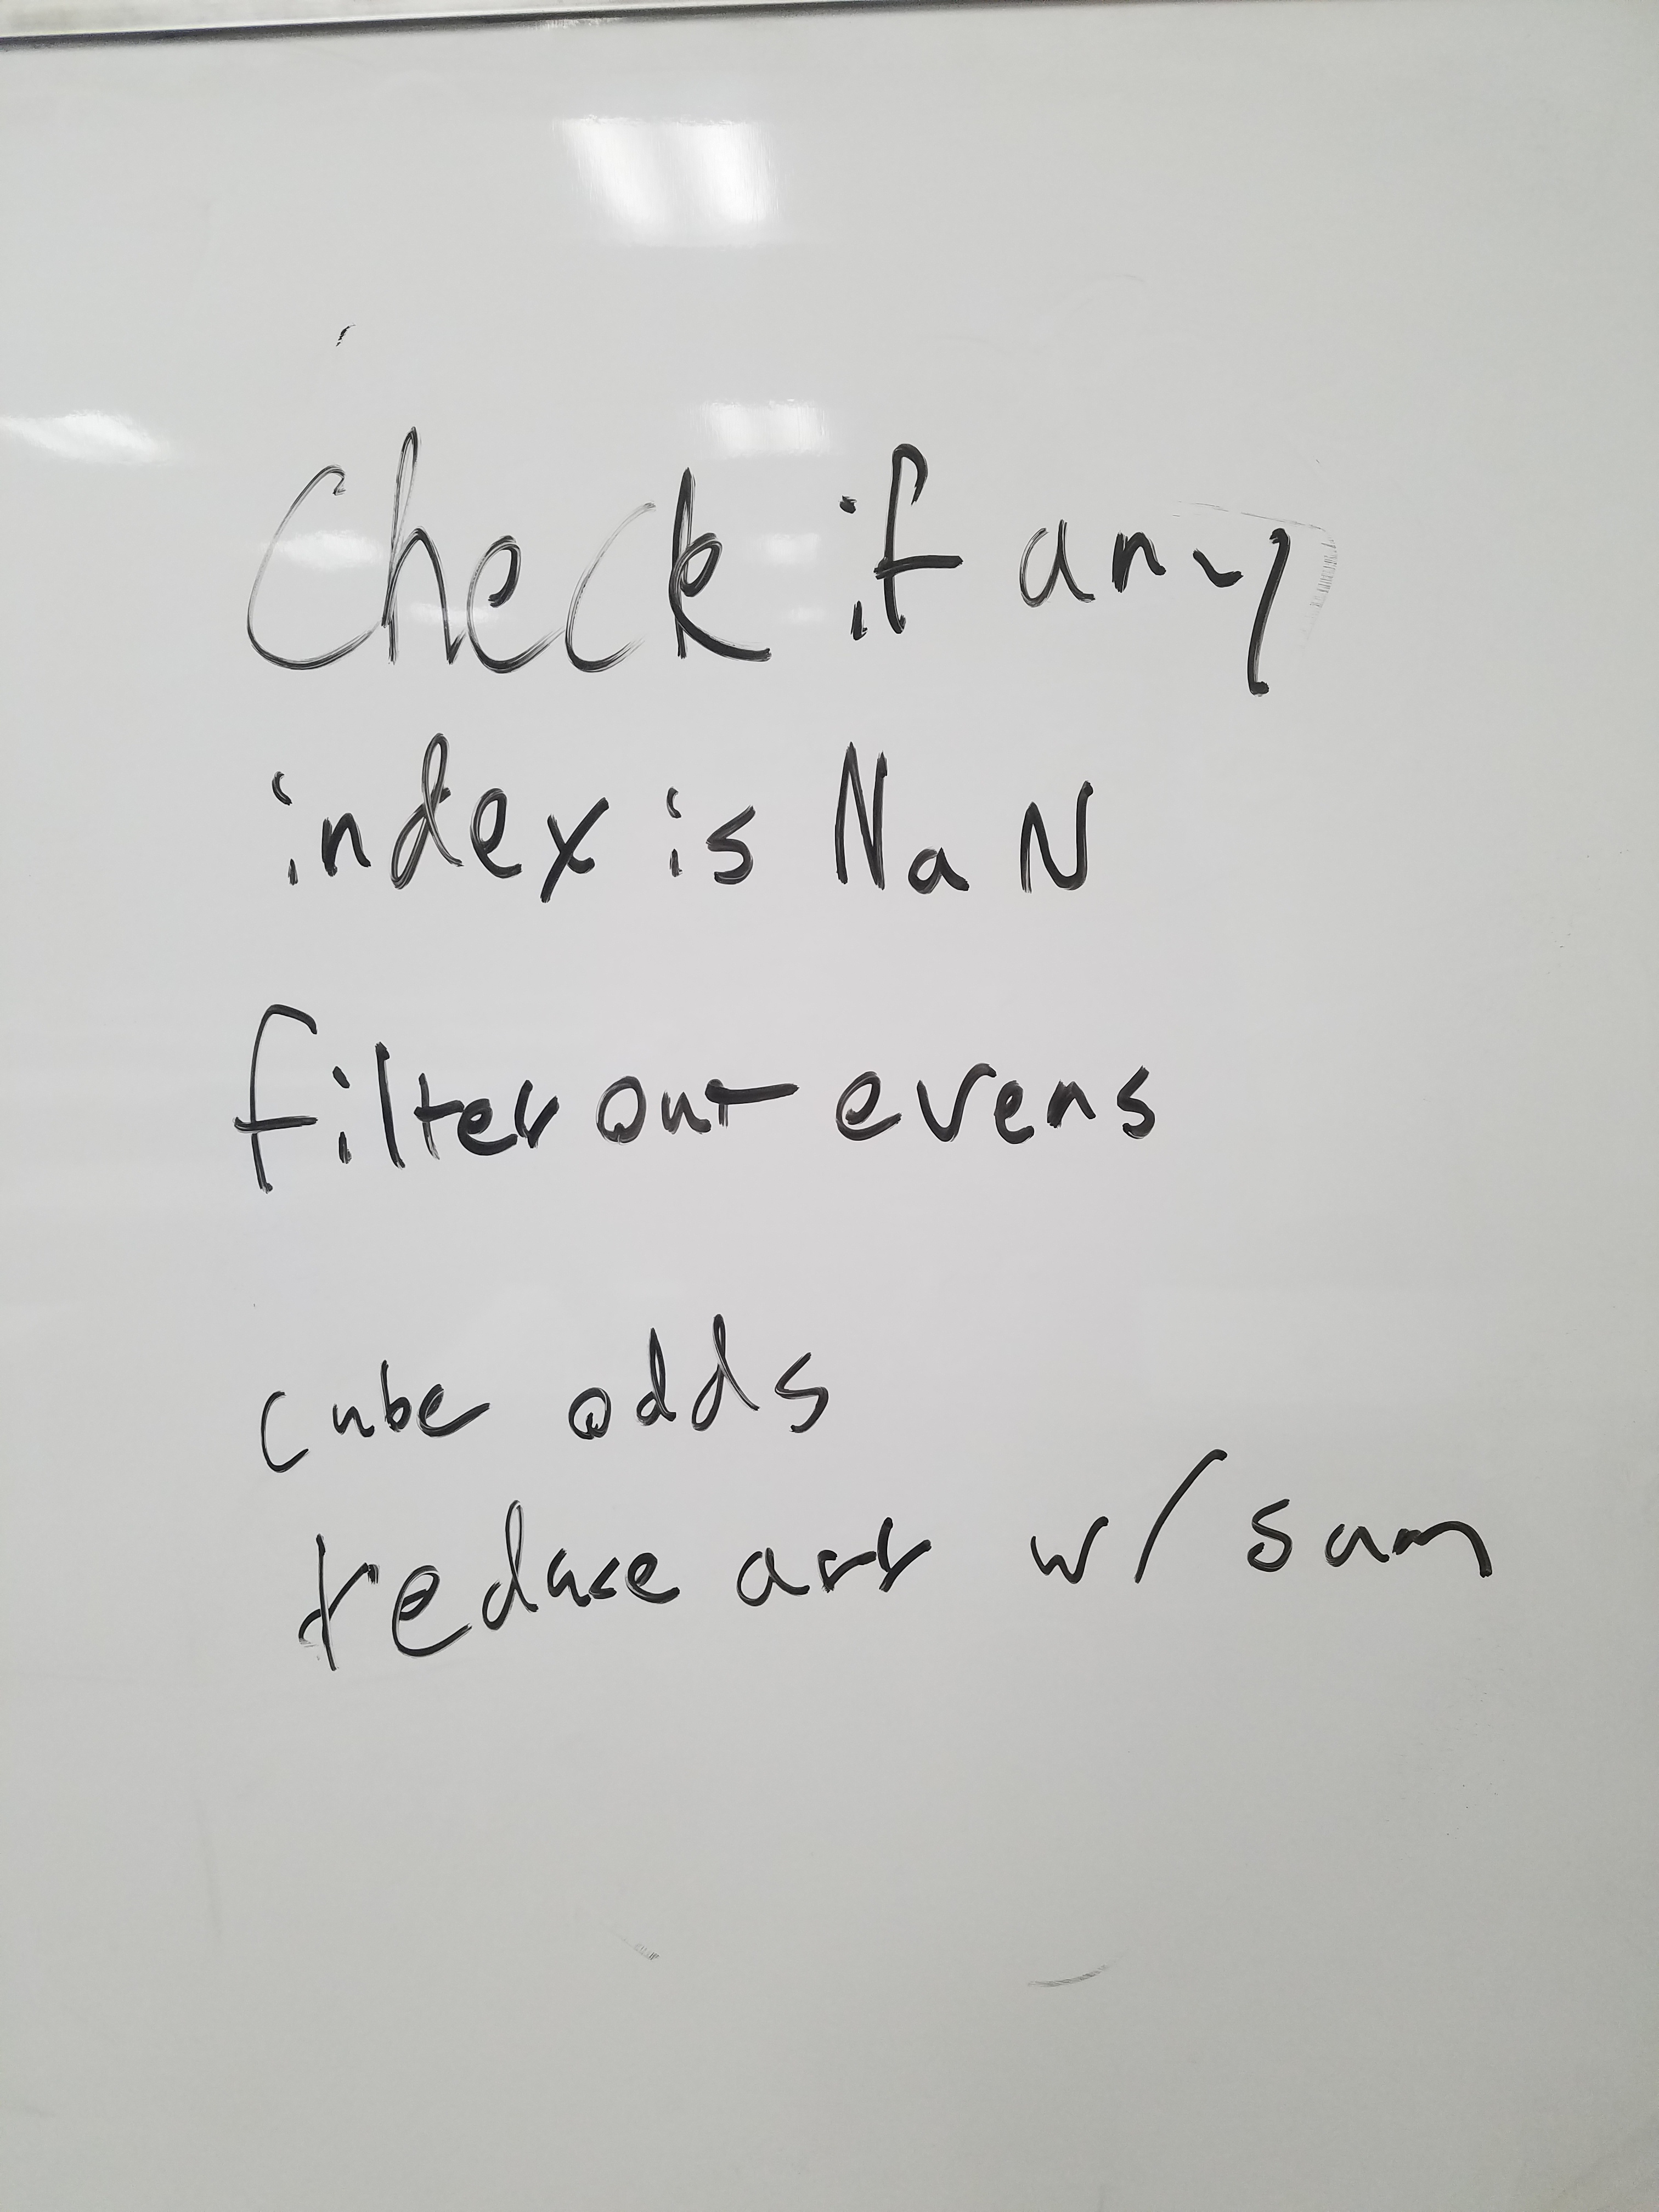 Check if any
index is NaN
filter out evens
cube odds
reduce arr w/ sum